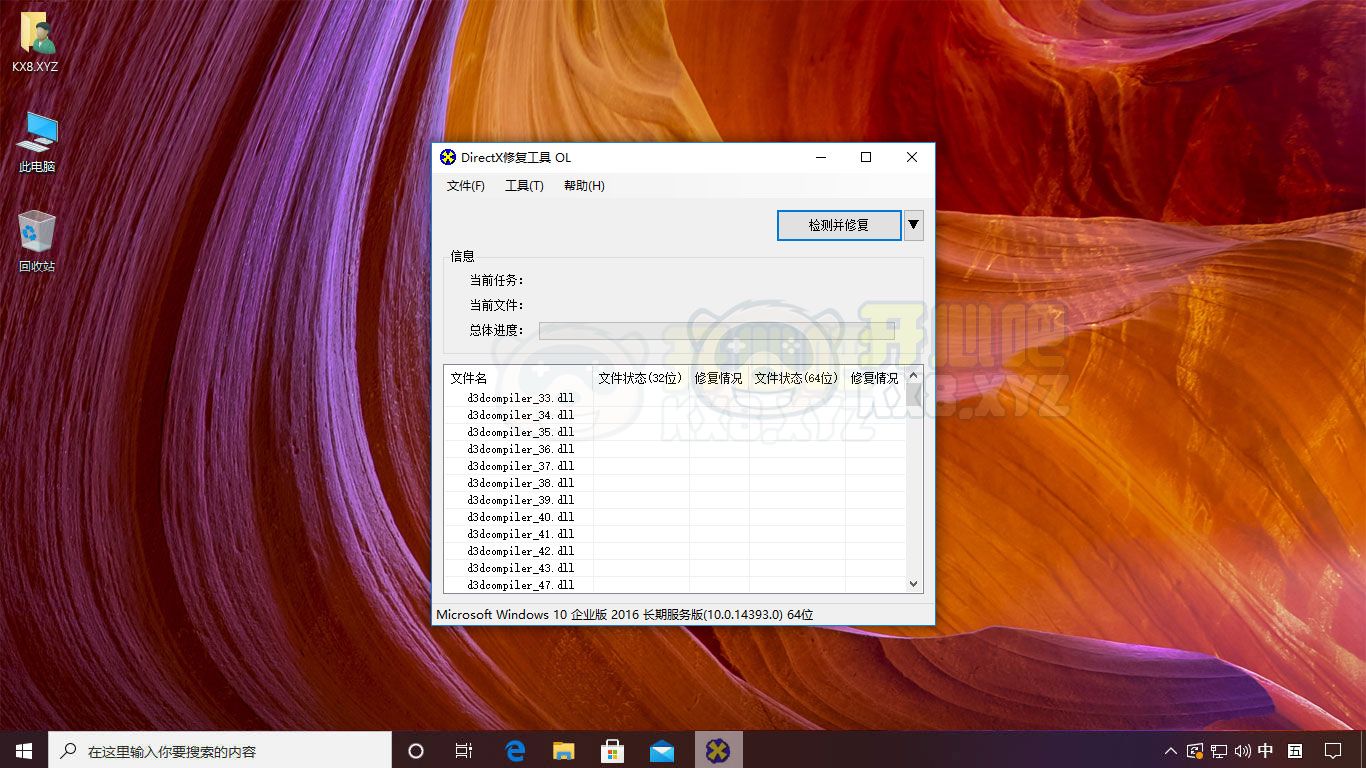 KX8.XYZ
此电脑
回收站
DirectX修复工具 OL
文件(F) 工具(T) 帮助(H)
检测并修复
信息
当前任务:
当前文件:
总体进度:
开心吧
KX8.XYZ
KX8.XYZ
文件名 文件状态(32位) 修复情况 文件状态(64位) 修复情况
d3dcompiler_33.dll
d3dcompiler_34.dll
d3dcompiler_35.dll
d3dcompiler_36.dll
d3dcompiler_37.dll
d3dcompiler_38.dll
d3dcompiler_39.dll
d3dcompiler_40.dll
d3dcompiler_41.dll
d3dcompiler_42.dll
d3dcompiler_43.dll
d3dcompiler_47.dll
Microsoft Windows 10 企业版 2016 长期服务版(10.0.14393.0) 64位
在这里输入你要搜索的内容
中 五